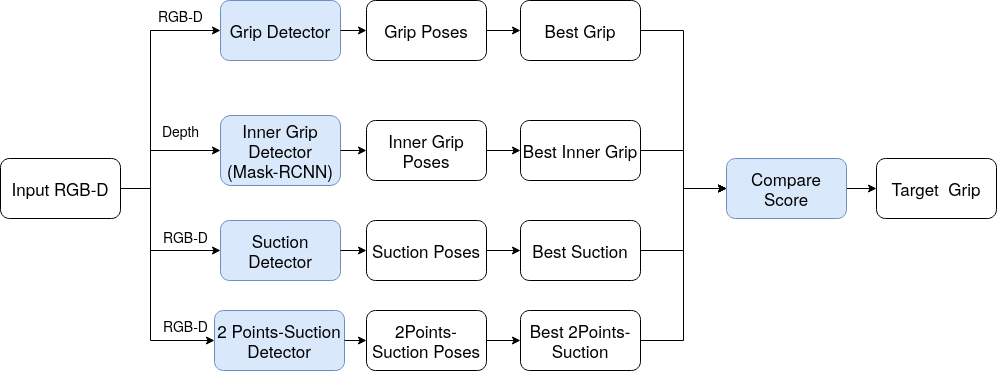 RGB-D
Grip Detector
Grip Poses
Best Grip
Depth
Inner Grip
Detector
(Mask-RCNN)
Inner Grip
Poses
Best Inner Grip
Input RGB-D
Compare
Score
Target Grip
RGB-D
Suction
Detector
Suction Poses
Best Suction
RGB-D
2 Points-Suction
Detector
2Points-
Suction Poses
Best 2Points-
Suction